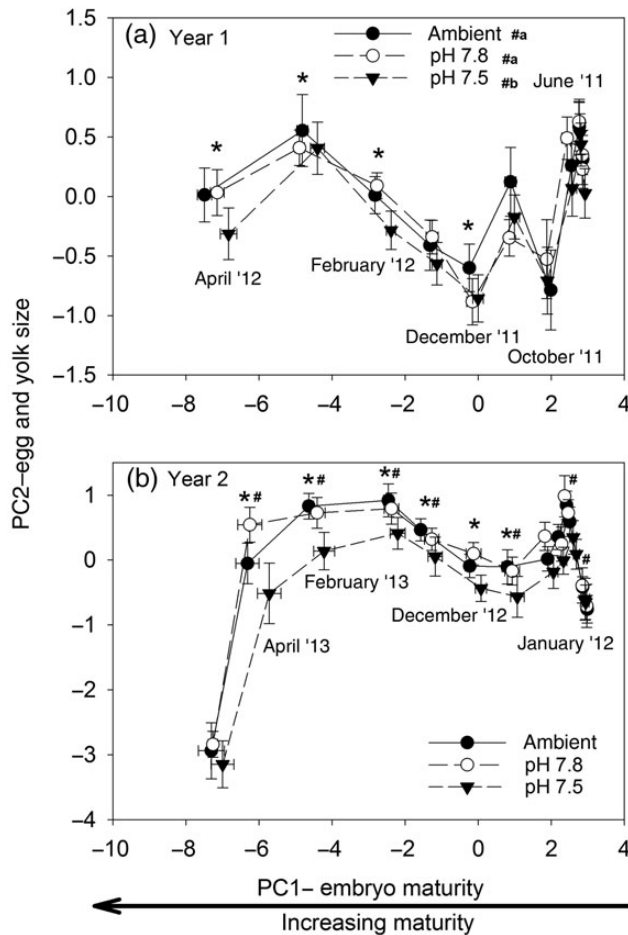 (a) Year 1
Ambient #a
pH 7.8 #a
pH 7.5 #b
June '11
*
*
*
*
April '12
February '12
December '11
October '11
1.5
1.0
0.5
0.0
−0.5
−1.0
−1.5
−10 −8 −6 −4 −2 0 2 4
PC2–egg and yolk size
(b) Year 2
*# *# *# *# * *# # #
February '13
December '12
April '13
January '12
Ambient
pH 7.8
pH 7.5
1
0
−1
−2
−3
−4
−10 −8 −6 −4 −2 0 2 4
PC1– embryo maturity
Increasing maturity